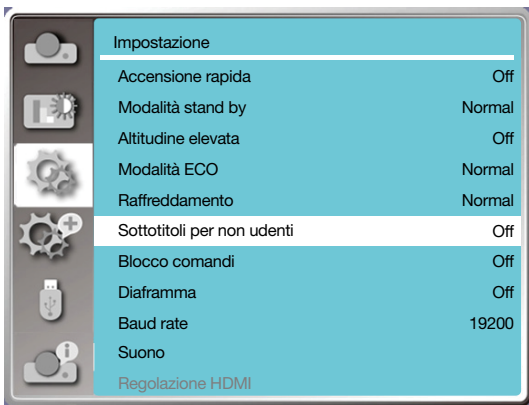 Impostazione
Accensione rapida Off
Modalità stand by Normal
Altitudine elevata Off
Modalità ECO Normal
Raffreddamento Normal
Sottotitoli per non udenti Off
Blocco comandi Off
Diaframma Off
Baud rate 19200
Suono
Regolazione HDMI